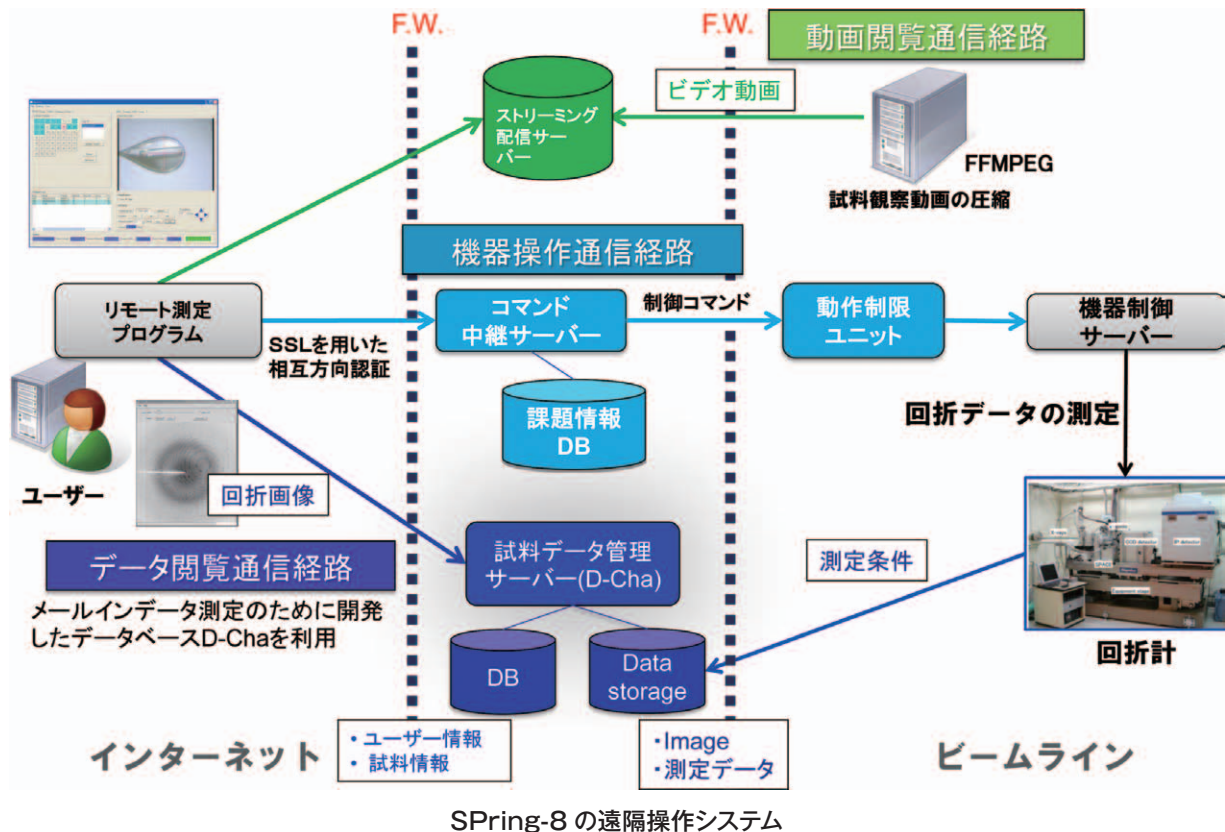 F.W.
F.W.
動画閲覧通信経路
ビデオ動画
ストリーミング
配信サー
バー
FFMPEG
試料観察動画の圧縮
機器操作通信経路
リモート測定
プログラム
SSLを用いた
相互方向認証
コマンド
中継サーバー
制御コマンド
動作制限
ユニット
機器制御
サーバー
課題情報
DB
回折データの測定
ユーザー
回折画像
データ閲覧通信経路
メールインデータ測定のために開発
したデータベースD-Chaを利用
試料データ管理
サーバー(D-Cha)
測定条件
DB
Data
storage
回折計
インターネット
・ユーザー情報
・試料情報
・Image
・測定データ
ビームライン
SPring-8 の遠隔操作システム